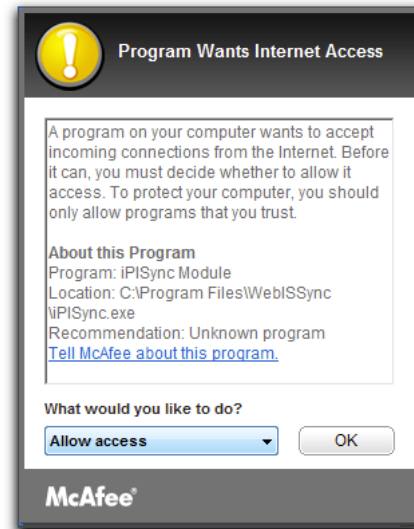 Program Wants Internet Access
A program on your computer wants to accept
incoming connections from the Internet. Before
it can, you must decide whether to allow it
access. To protect your computer, you should
only allow programs that you trust.
About this Program
Program: iPISync Module
Location: C:\Program Files\WebISSync
\iPISync.exe
Recommendation: Unknown program
Tell McAfee about this program.
What would you like to do?
Allow access
OK
McAfee®